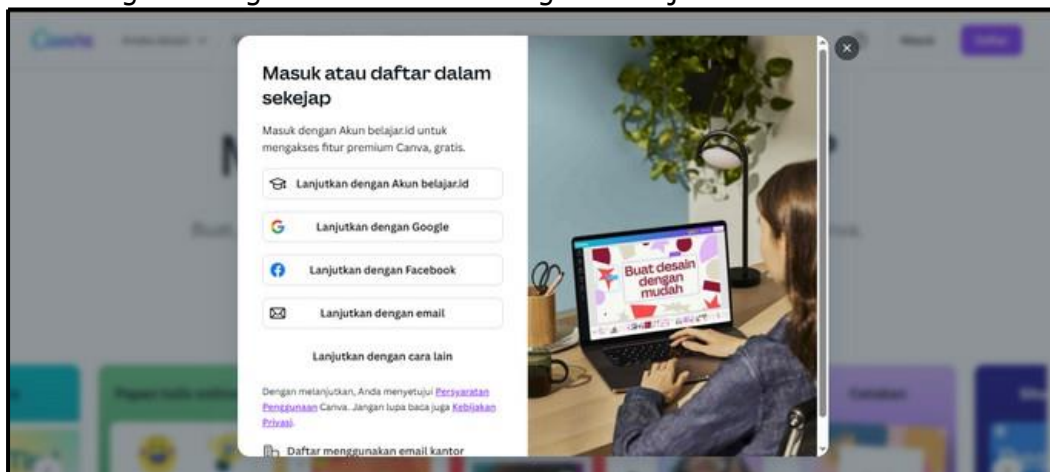 Canva
Masuk atau daftar dalam
sekejap
Masuk dengan Akun belajar.id untuk
mengakses fitur premium Canva, gratis.
Lanjutkan dengan Akun belajar.id
Lanjutkan dengan Google
Lanjutkan dengan Facebook
Lanjutkan dengan email
Lanjutkan dengan cara lain
Dengan melanjutkan, Anda menyetujui Persyaratan
Penggunaan Canva. Jangan lupa baca juga Kebijakan
Privasi.
Daftar menggunakan email kantor
Buat desain
dengan
mudah